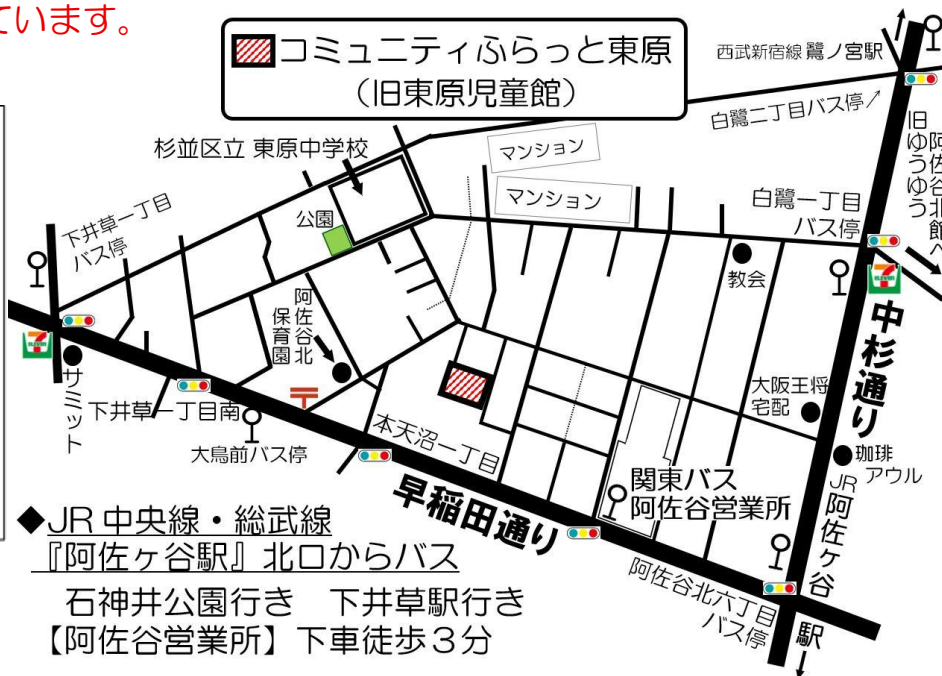 ています。
コミュニティふらっと東原
（旧東原児童館）
西武新宿線 鷺ノ宮駅
白鷺二丁目バス停
杉並区立 東原中学校
マンション
マンション
旧阿佐谷北館へ
ゆうゆう
白鷺一丁目
バス停
下井草一丁目
バス停
公園
教会
阿佐谷北
保育園
中杉通り
サミット
下井草一丁目南
大鳥前バス停
本天沼一丁目
大阪王将
宅配
珈琲
アウル
関東バス
阿佐谷営業所
早稲田通り
JR阿佐ヶ谷駅
阿佐谷北六丁目
バス停
◆JR 中央線・総武線
『阿佐ヶ谷駅』北口からバス
石神井公園行き　下井草駅行き
【阿佐谷営業所】下車徒歩３分